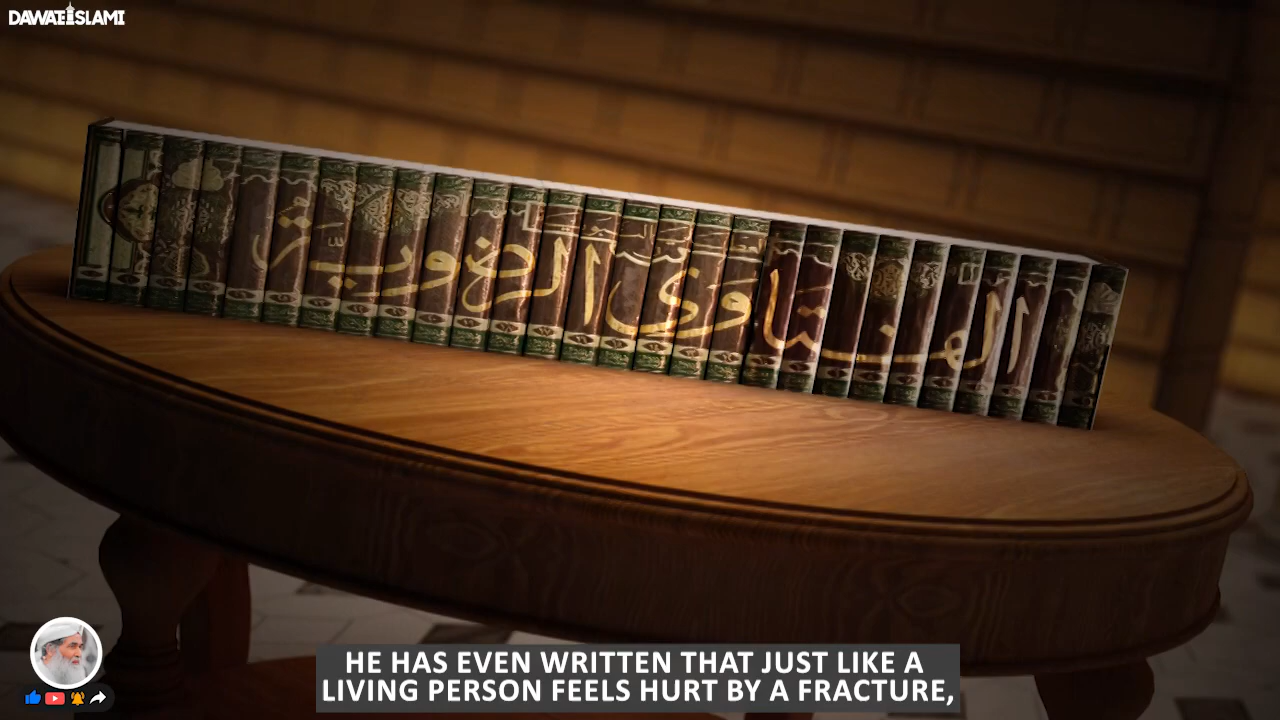 DAWATEISLAMI
الفتاوى الرضوية
HE HAS EVEN WRITTEN THAT JUST LIKE A
LIVING PERSON FEELS HURT BY A FRACTURE,